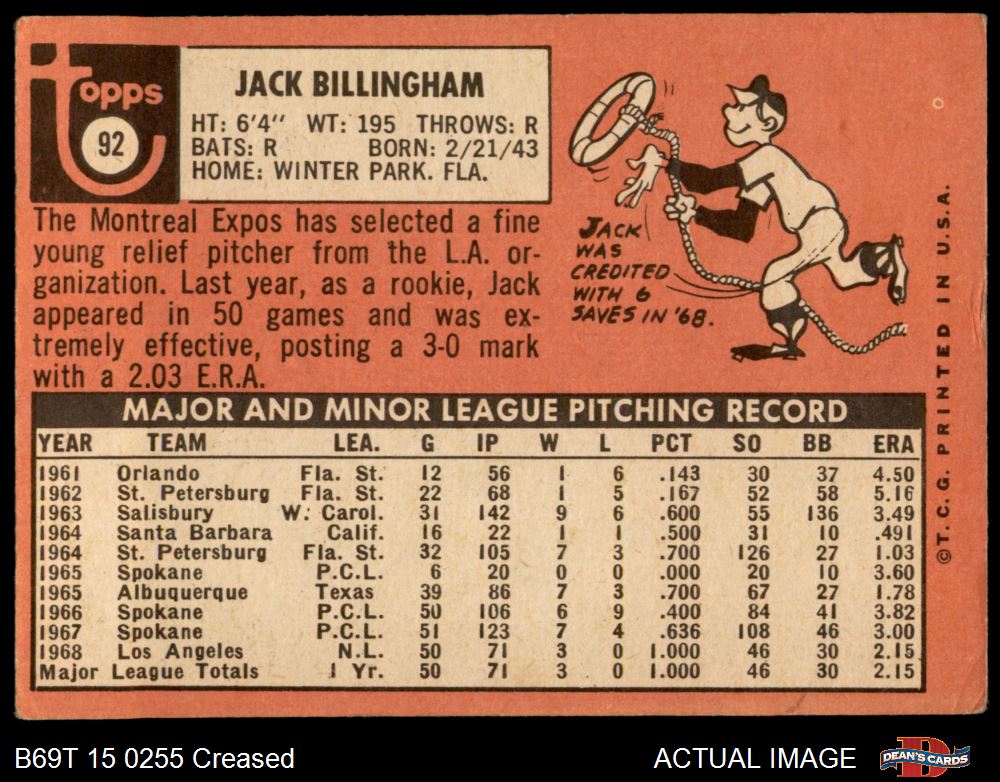 topps
92
JACK BILLINGHAM
HT: 6'4" WT: 195 THROWS: R
BATS: R BORN: 2/21/43
HOME: WINTER PARK. FLA.
The Montreal Expos has selected a fine
young relief pitcher from the L.A. or-
ganization. Last year, as a rookie, Jack
appeared in 50 games and was ex-
tremely effective, posting a 3-0 mark
with a 2.03 E.R.A.
JACK
WAS
CREDITED
WITH 6
SAVES IN '68.
MAJOR AND MINOR LEAGUE PITCHING RECORD
YEAR TEAM LEA. G IP W L PCT SO BB ERA
1961 Orlando Fla. St. 12 56 1 6 .143 30 37 4.50
1962 St. Petersburg Fla. St. 22 68 1 5 .167 52 58 5.16
1963 Salisbury W. Carol. 31 142 9 6 .600 55 136 3.49
1964 Santa Barbara Calif. 16 22 1 1 .500 31 10 .491
1964 St. Petersburg Fla. St. 32 105 7 3 .700 126 27 1.03
1965 Spokane P.C.L. 6 20 0 0 .000 20 10 3.60
1965 Albuquerque Texas 39 86 7 3 .700 67 27 1.78
1966 Spokane P.C.L. 50 106 6 9 .400 84 41 3.82
1967 Spokane P.C.L. 51 123 7 4 .636 108 46 3.00
1968 Los Angeles N.L. 50 71 3 0 1.000 46 30 2.15
Major League Totals 1 Yr. 50 71 3 0 1.000 46 30 2.15
© T. C. G. PRINTED IN U.S.A.
B69T 15 0255 Creased
ACTUAL IMAGE
DEAN'S CARDS